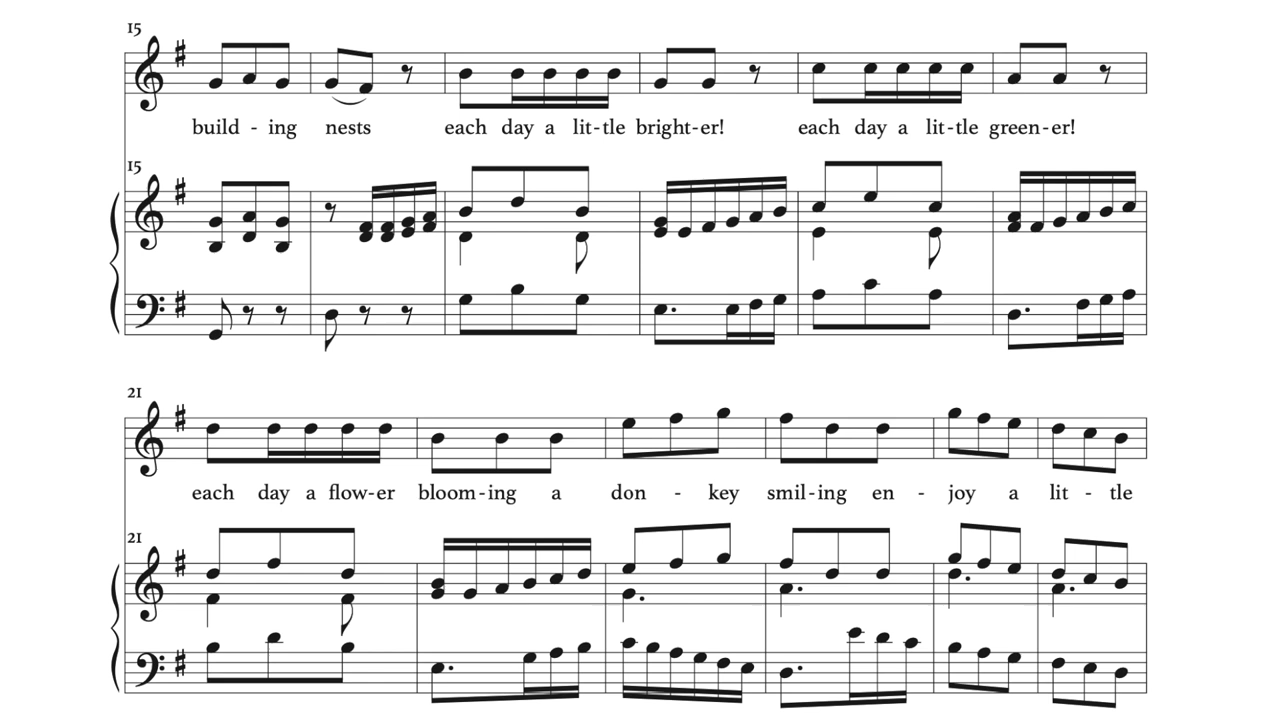 15
build - ing nests each day a lit-tle bright-er! each day a lit-tle green-er!
15
21
each day a flow-er bloom-ing a don - key smil-ing en - joy a lit - tle
21